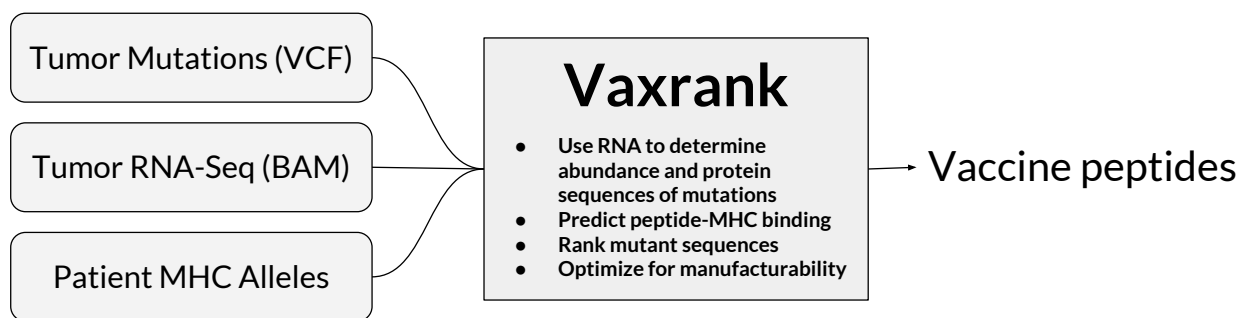 Tumor Mutations (VCF)
Tumor RNA-Seq (BAM)
Patient MHC Alleles
Vaxrank
● Use RNA to determine
abundance and protein
sequences of mutations
● Predict peptide-MHC binding
● Rank mutant sequences
● Optimize for manufacturability
Vaccine peptides